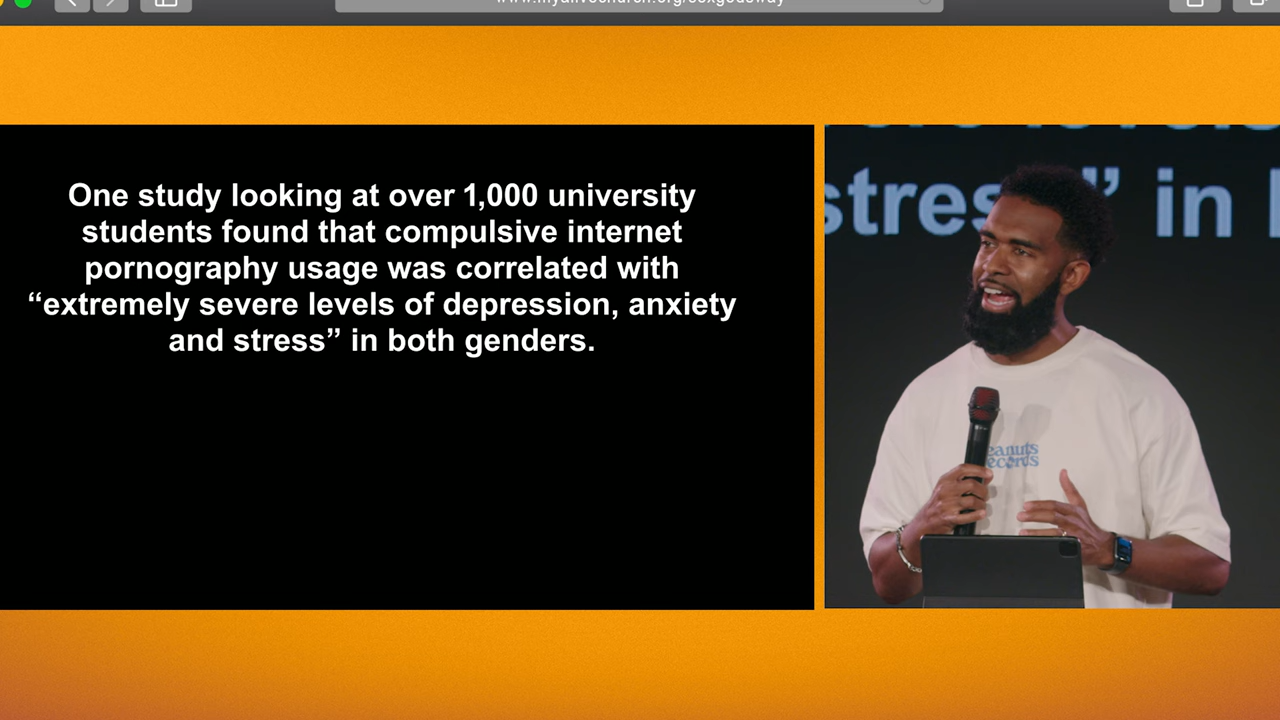 One study looking at over 1,000 university
students found that compulsive internet
pornography usage was correlated with
“extremely severe levels of depression, anxiety
and stress” in both genders.
” in